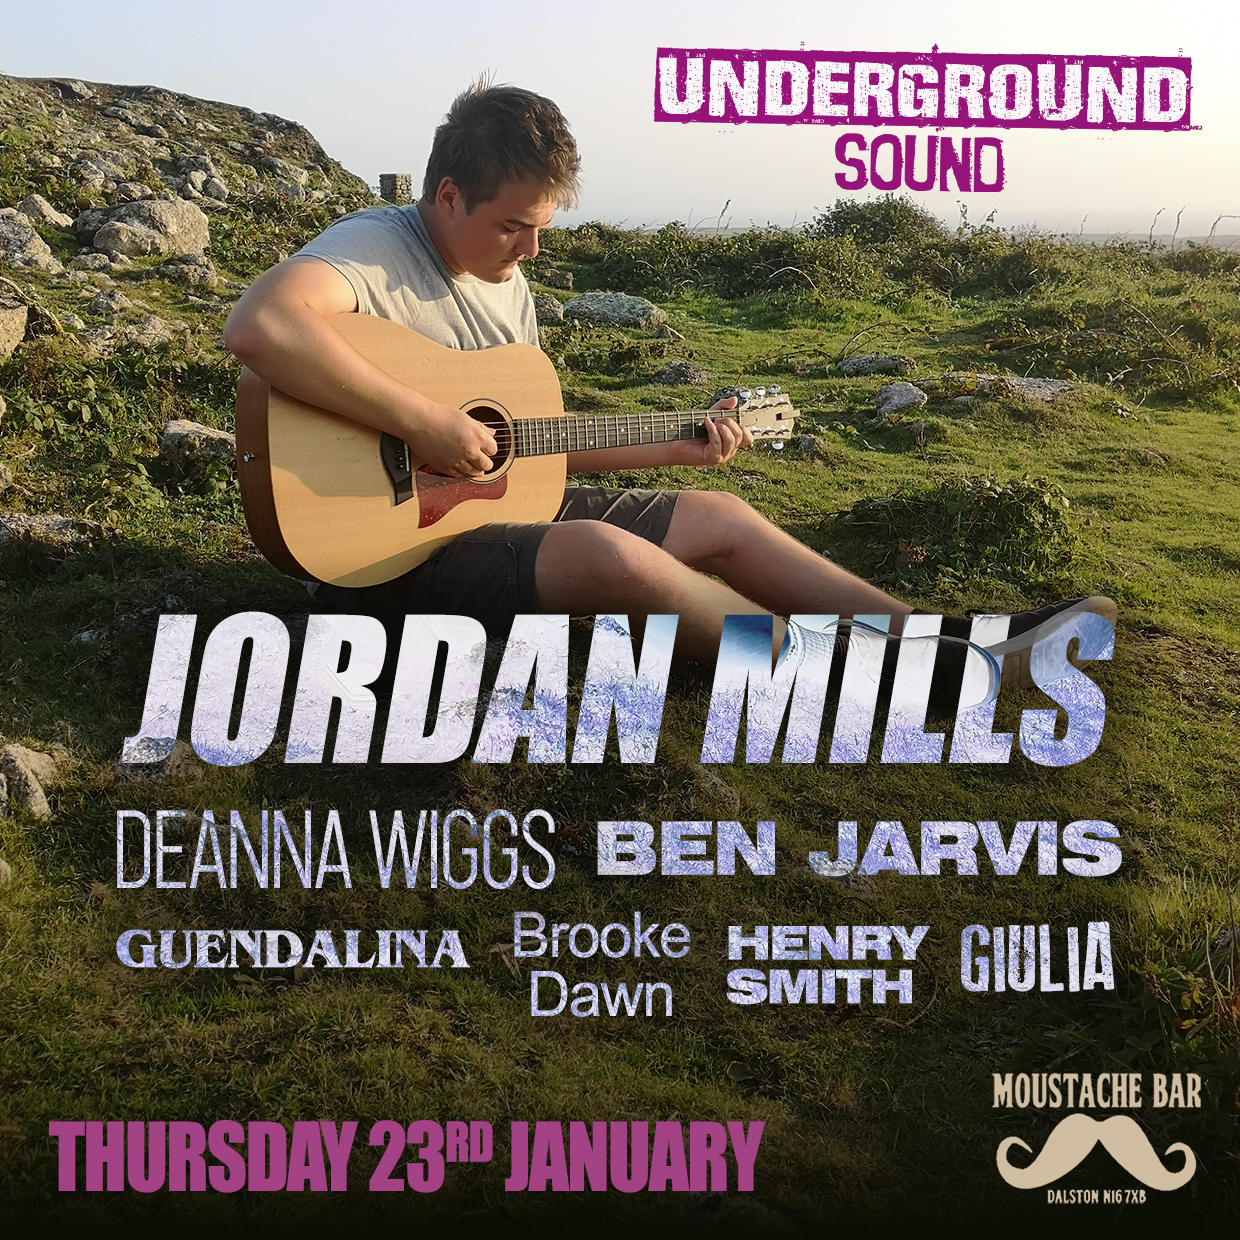 UNDERGROUND
SOUND
JORDAN MILLS
DEANNA WIGGS BEN JARVIS
GUENDALINA
Brooke
Dawn
HENRY
SMITH
GIULIA
THURSDAY 23RD JANUARY
MOUSTACHE BAR
DALSTON N16 7XB